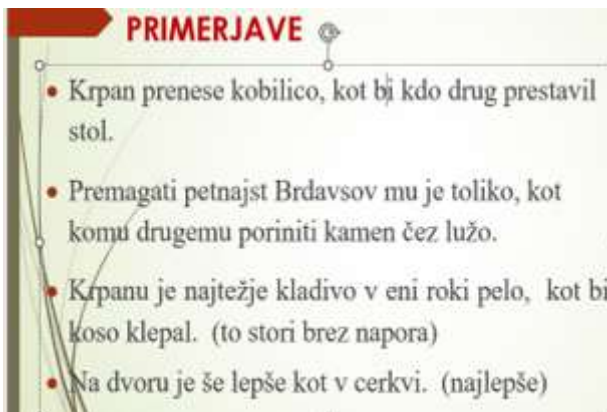 PRIMERJAVE
Krpan prenese kobilico, kot bi kdo drug prestavil
stol.
Premagati petnajst Brdavsov mu je toliko, kot
komu drugemu poriniti kamen čez lužo.
Krpanu je najtežje kladivo v eni roki pelo, kot bi
koso klepal. (to stori brez napora)
Na dvoru je še lepše kot v cerkvi. (najlepše)